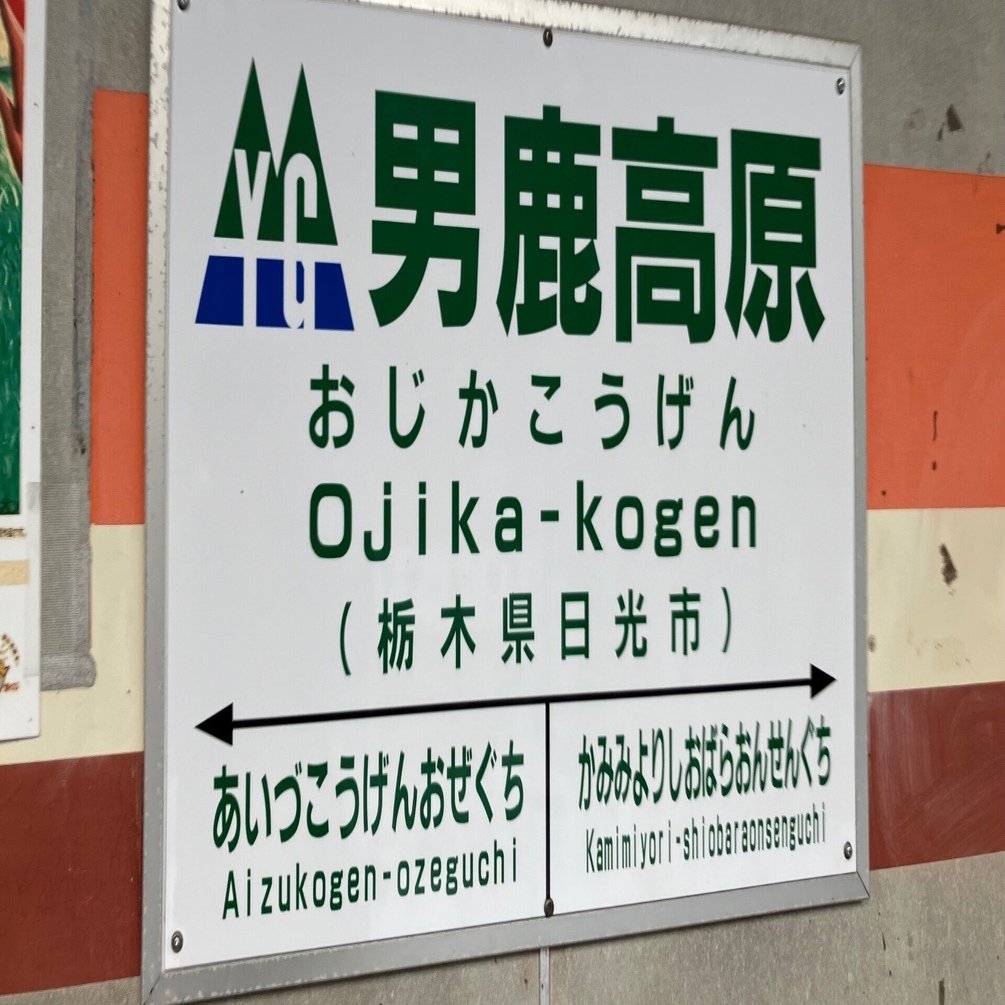 男鹿高原
おじかこうげん
Ojika-kogen
(栃木県日光市)
あいづこうげんおぜぐち
Aizukogen-ozeguchi
かみみよりしおばらおんせんぐち
Kamimiyori-shiobaraonsenguchi